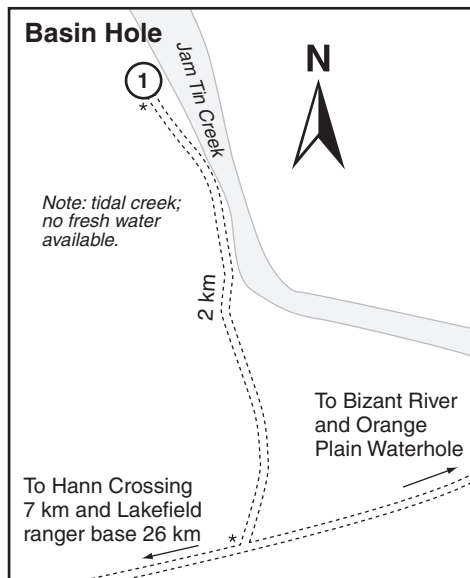 Basin Hole
N
1
*
Jam Tin Creek
Note: tidal creek;
no fresh water
available.
2 km
To Bizant River
and Orange
Plain Waterhole
To Hann Crossing
7 km and Lakefield
ranger base 26 km
*